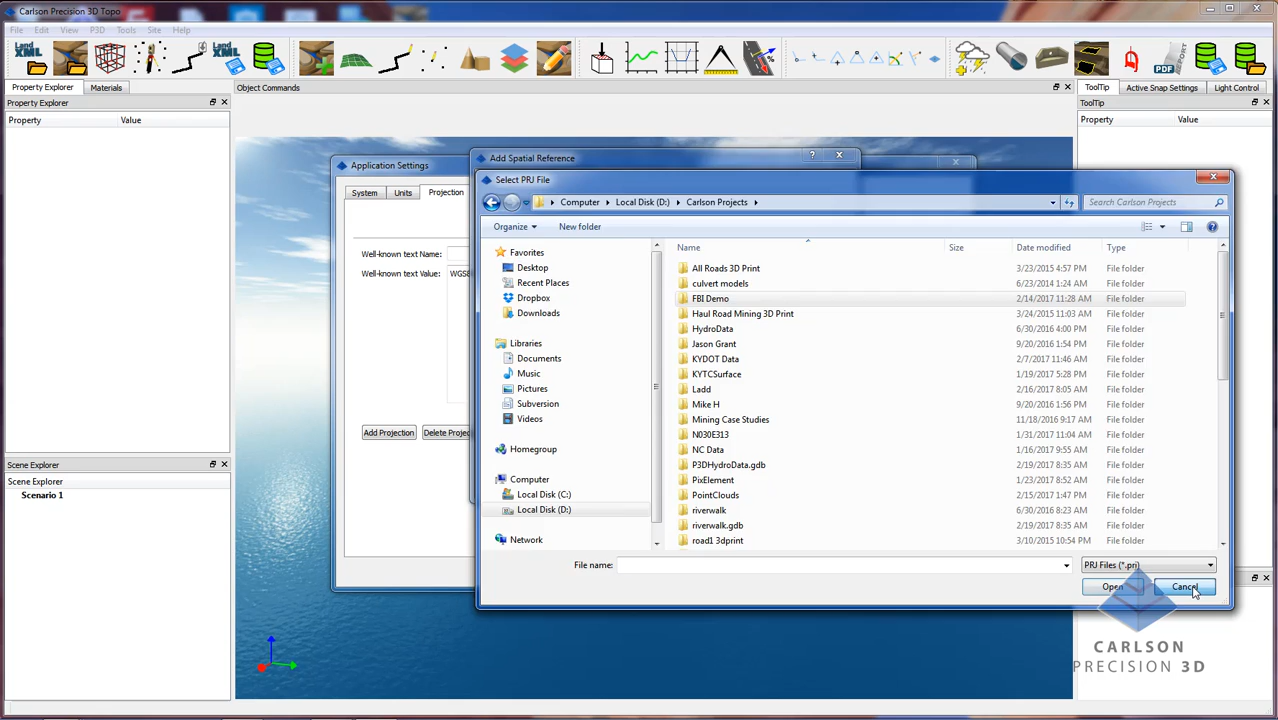 Carlson Precision 3D Topo
File Edit View P3D Tools Site Help
Land XML
PDF REPORT
Property Explorer Materials
Object Commands
ToolTip Active Snap Settings Light Control
Property Explorer
ToolTip
Property Value
Property Value
Application Settings
Add Spatial Reference
Select PRJ File
System Units Projection
Computer Local Disk (D:) Carlson Projects
Search Carlson Projects
Organize New folder
Well-known text Name:
Well-known text Value: WGS8
Add Projection
Favorites
Desktop
Recent Places
Dropbox
Downloads
Libraries
Documents
Music
Pictures
Subversion
Videos
Homegroup
Computer
Local Disk (C:)
Local Disk (D:)
Network
Name Size Date modified Type
All Roads 3D Print 3/23/2015 4:57 PM File folder
culvert models 6/23/2014 1:24 AM File folder
FBI Demo 2/14/2017 11:28 AM File folder
Haul Road Mining 3D Print 3/24/2015 11:03 AM File folder
HydroData 6/30/2016 4:00 PM File folder
Jason Grant 9/20/2016 1:54 PM File folder
KYDOT Data 2/7/2017 11:46 AM File folder
KYTCSurface 1/19/2017 5:28 PM File folder
Ladd 2/16/2017 8:05 AM File folder
Mike H 9/20/2016 1:56 PM File folder
Mining Case Studies 11/18/2016 9:17 AM File folder
N030E313 1/31/2017 11:04 AM File folder
NC Data 1/16/2017 9:55 AM File folder
P3DHydroData.gdb 2/19/2017 8:35 AM File folder
PixElement 1/23/2017 8:52 AM File folder
PointClouds 2/15/2017 1:47 PM File folder
riverwalk 6/30/2016 8:23 AM File folder
riverwalk.gdb 2/19/2017 8:35 AM File folder
road1 3dprint 3/10/2015 10:54 PM File folder
Delete Projec
File name: PRJ Files (*.prj)
Open Cancel
Scene Explorer
Scene Explorer
Scenario 1
CARLSON
PRECISION 3D